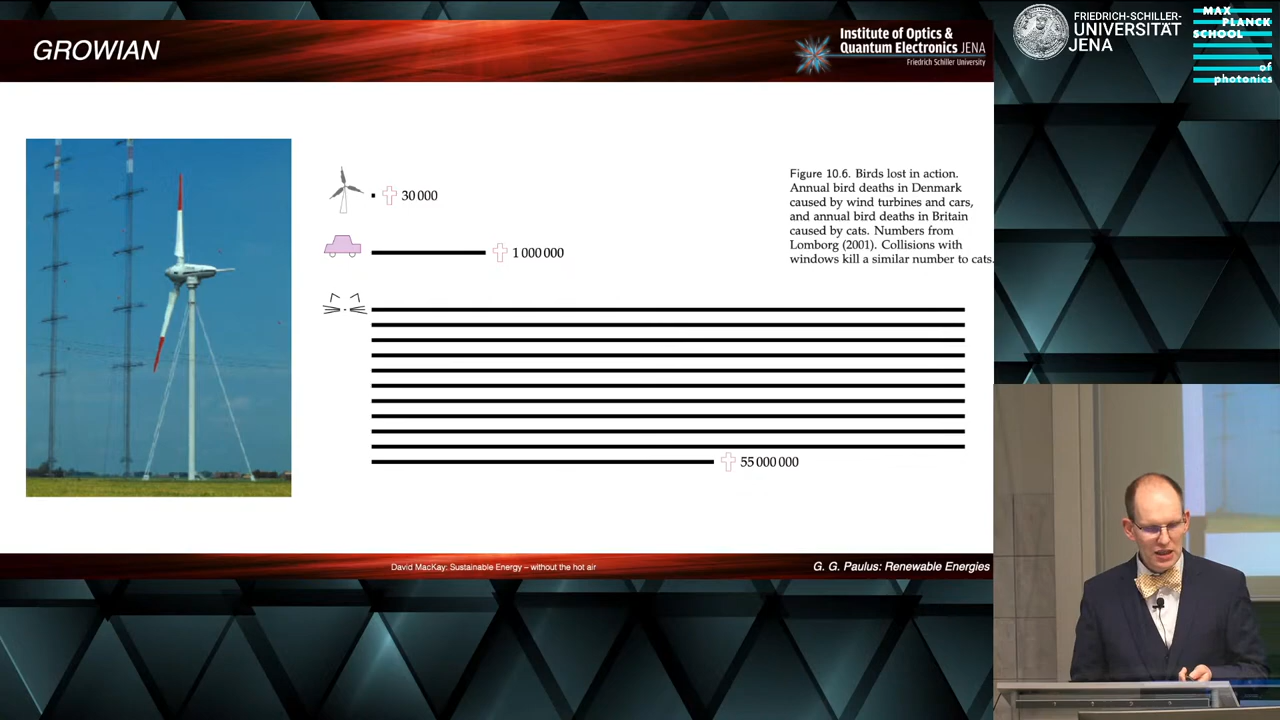 GROWIAN
Institute of Optics &
Quantum Electronics JENA
Friedrich Schiller University
FRIEDRICH-SCHILLER-
UNIVERSITÄT
JENA
MAX
PLANCK
SCHOOL
of
photonics
30 000
1 000 000
55 000 000
Figure 10.6. Birds lost in action.
Annual bird deaths in Denmark
caused by wind turbines and cars,
and annual bird deaths in Britain
caused by cats. Numbers from
Lomborg (2001). Collisions with
windows kill a similar number to cats.
David MacKay: Sustainable Energy – without the hot air
G. G. Paulus: Renewable Energies